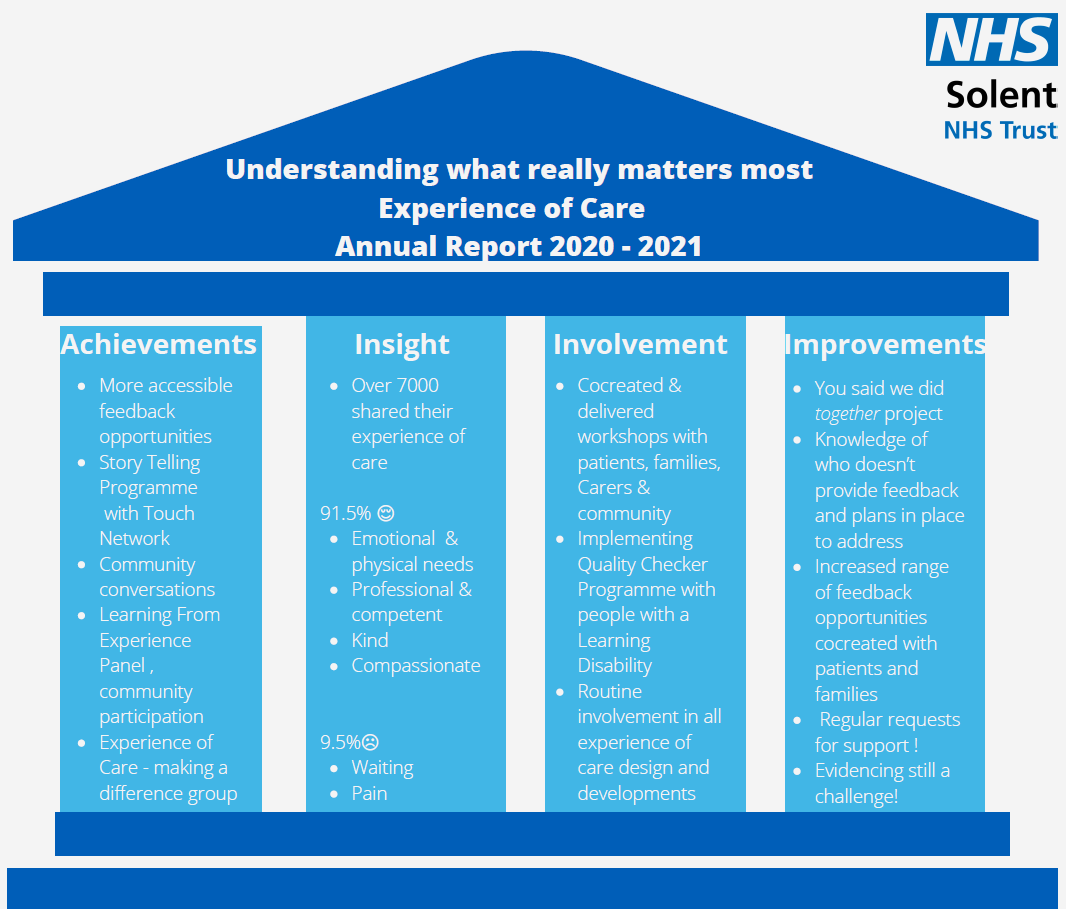 NHS
Solent
NHS Trust
Understanding what really matters most
Experience of Care
Annual Report 2020 - 2021
Achievements
• More accessible
feedback
opportunities
• Story Telling
Programme
with Touch
Network
• Community
conversations
• Learning From
Experience
Panel ,
community
participation
• Experience of
Care - making a
difference group
Insight
• Over 7000
shared their
experience of
care
91.5% 😌
• Emotional &
physical needs
• Professional &
competent
• Kind
• Compassionate
9.5%☹
• Waiting
• Pain
Involvement
• Cocreated &
delivered
workshops with
patients, families,
Carers &
community
• Implementing
Quality Checker
Programme with
people with a
Learning
Disability
• Routine
involvement in all
experience of
care design and
developments
Improvements
• You said we did
together project
• Knowledge of
who doesn't
provide feedback
and plans in place
to address
• Increased range
of feedback
opportunities
cocreated with
patients and
families
• Regular requests
for support !
• Evidencing still a
challenge!